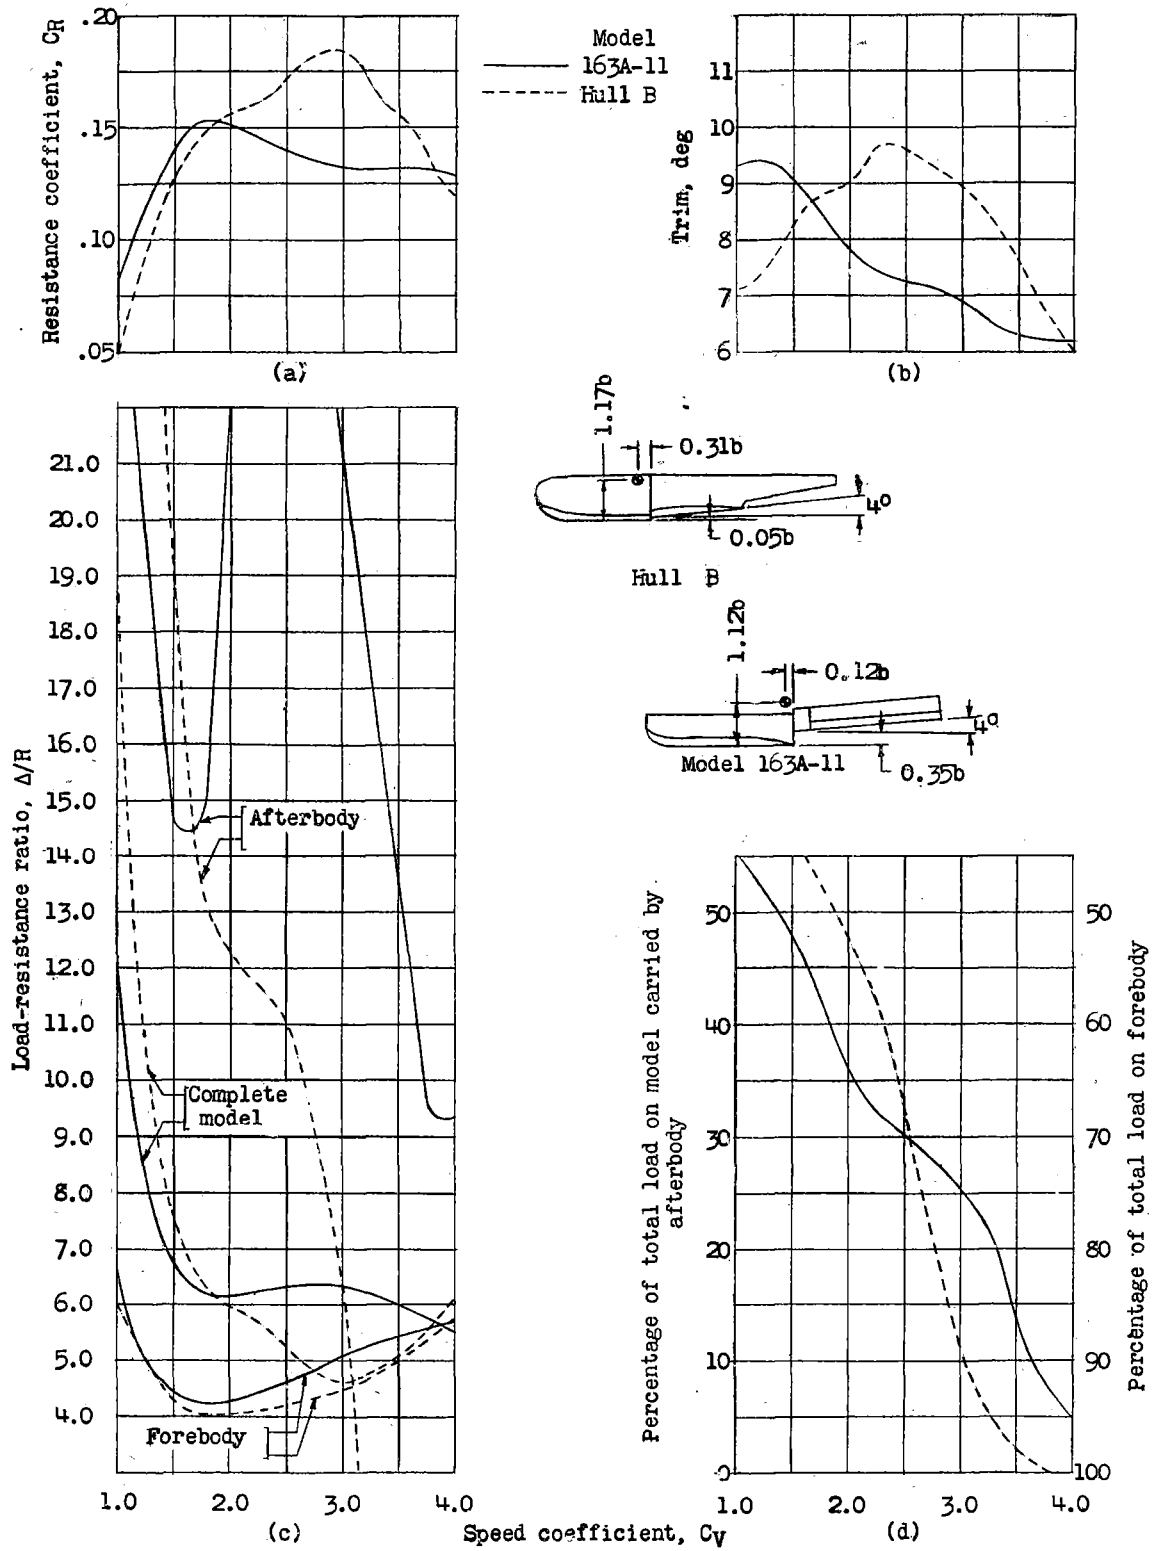 Model
163A-11
Hull B
Resistance coefficient, C_R
.20
.15
.10
.05
(a)
Trim, deg
11
10
9
8
7
6
(b)
1.17b
0.31b
4°
0.05b
Hull B
1.12b
0.12b
4°
0.35b
Model 163A-11
Load-resistance ratio, Δ/R
21.0
20.0
19.0
18.0
17.0
16.0
15.0
14.0
13.0
12.0
11.0
10.0
9.0
8.0
7.0
6.0
5.0
4.0
Afterbody
Complete
model
Forebody
1.0 2.0 3.0 4.0
(c)
Percentage of total load on model carried by
afterbody
50
40
30
20
10
0
50
60
70
80
90
100
Percentage of total load on forebody
1.0 2.0 3.0 4.0
(d)
Speed coefficient, C_V